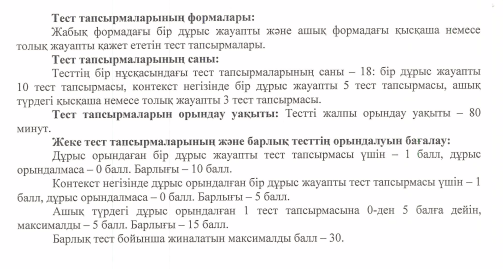 Тест тапсырмаларының формалары:
Жабық формадағы бір дұрыс жауапты және ашық формадағы қысқаша немесе
толық жауапты қажет ететін тест тапсырмалары.
Тест тапсырмаларының саны:
Тесттің бір нұсқасындағы тест тапсырмаларының саны – 18: бір дұрыс жауапты
10 тест тапсырмасы, контекст негізінде бір дұрыс жауапты 5 тест тапсырмасы, ашық
түрдегі қысқаша немесе толық жауапты 3 тест тапсырмасы.
Тест тапсырмаларын орындау уақыты: Тестті жалпы орындау уақыты – 80
минут.
Жеке тест тапсырмаларының және барлық тесттің орындалуын бағалау:
Дұрыс орындаған бір дұрыс жауапты тест тапсырмасы үшін – 1 балл, дұрыс
орындалмаса – 0 балл. Барлығы – 10 балл.
Контекст негізінде дұрыс орындалған бір дұрыс жауапты тест тапсырмасы үшін – 1
балл, дұрыс орындалмаса – 0 балл. Барлығы – 5 балл.
Ашық түрдегі дұрыс орындалған 1 тест тапсырмасына 0-ден 5 балға дейін,
максималды – 5 балл. Барлығы – 15 балл.
Барлық тест бойынша жиналатын максималды балл – 30.